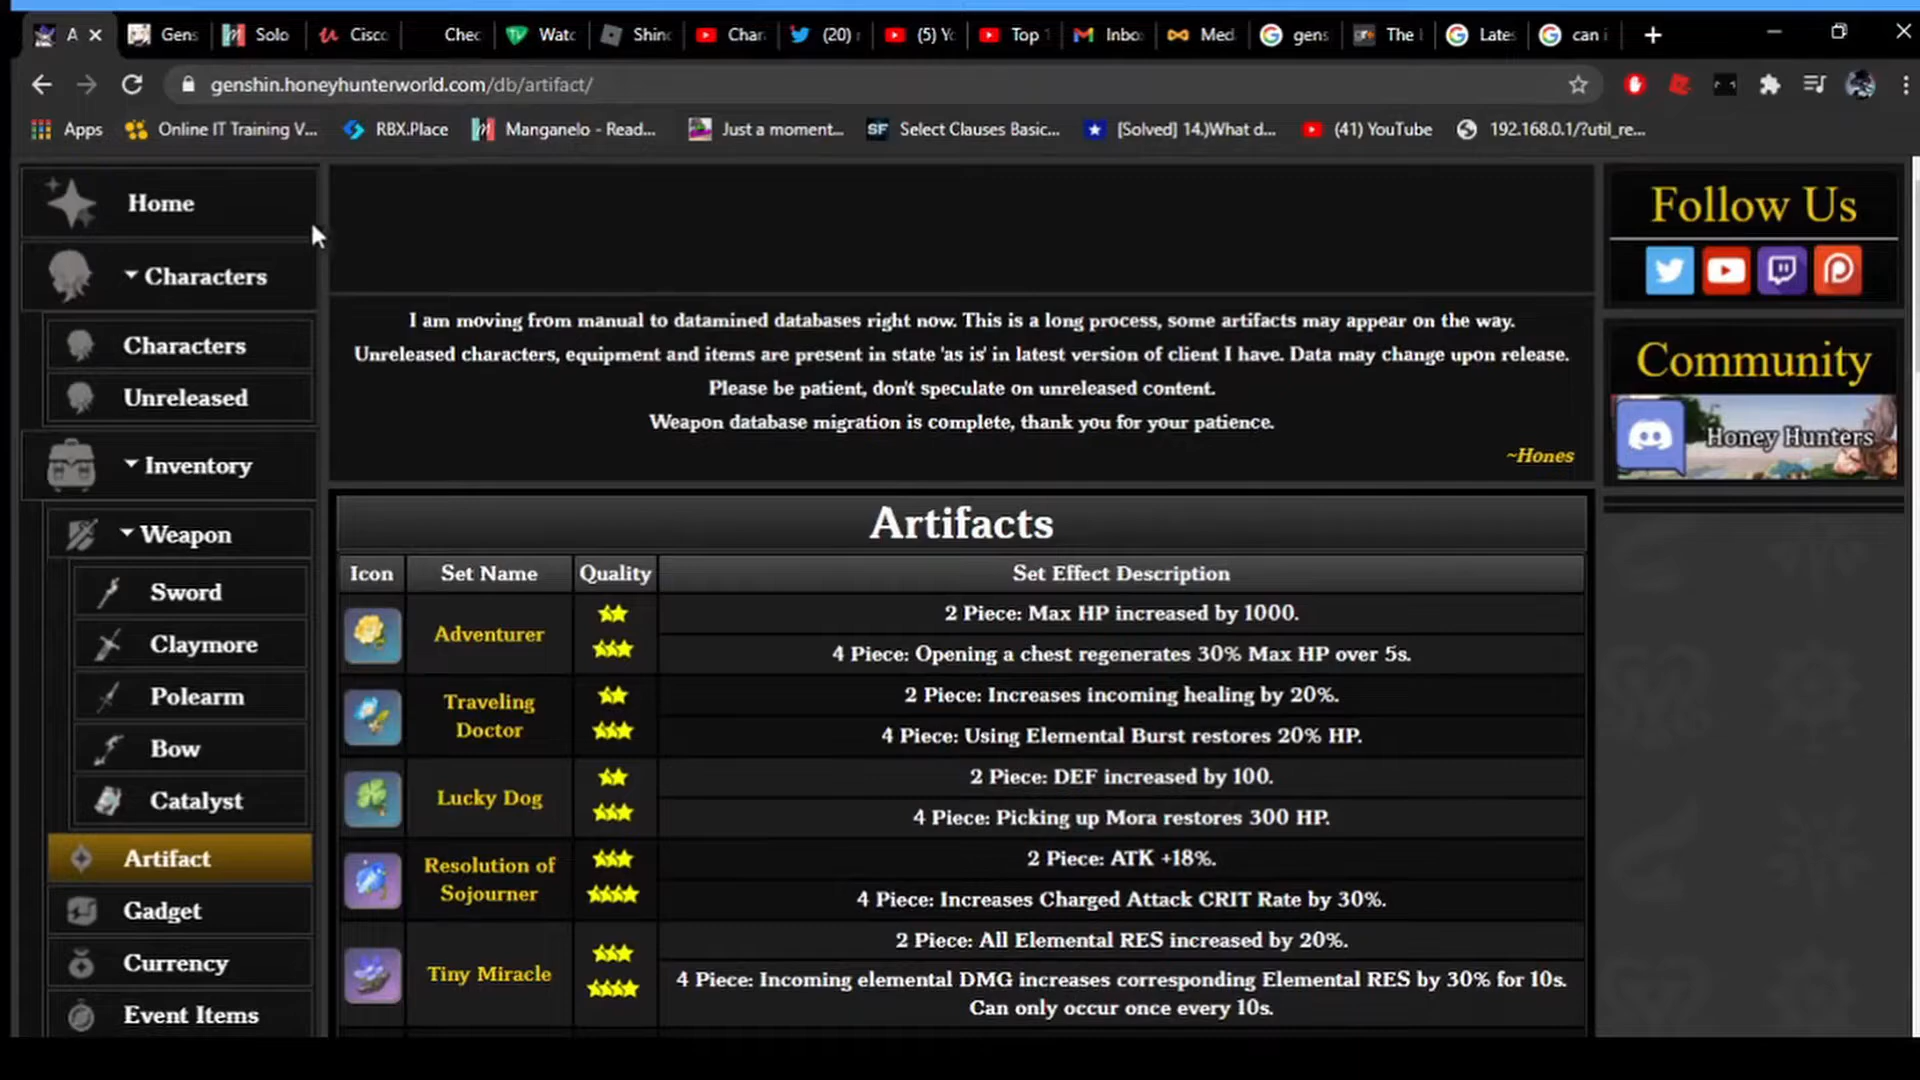 A
Gens
Solo
Cisco
Chec
Watc
Shinc
Char
(20)
(5) Y
Top
Inbo
Med
gens
The l
Lates
can i
genshin.honeyhunterworld.com/db/artifact/
Apps
Online IT Training V...
RBX.Place
Manganelo - Read...
Just a moment...
SF
Select Clauses Basic...
[Solved] 14.)What d...
(41) YouTube
192.168.0.1/?util_re...
Home
Characters
Characters
Unreleased
Inventory
Weapon
Sword
Claymore
Polearm
Bow
Catalyst
Artifact
Gadget
Currency
Event Items
I am moving from manual to datamined databases right now. This is a long process, some artifacts may appear on the way.
Unreleased characters, equipment and items are present in state 'as is' in latest version of client I have. Data may change upon release.
Please be patient, don't speculate on unreleased content.
Weapon database migration is complete, thank you for your patience.
~Hones
Artifacts
Icon
Set Name
Quality
Set Effect Description
Adventurer
2 Piece: Max HP increased by 1000.
4 Piece: Opening a chest regenerates 30% Max HP over 5s.
Traveling
Doctor
2 Piece: Increases incoming healing by 20%.
4 Piece: Using Elemental Burst restores 20% HP.
Lucky Dog
2 Piece: DEF increased by 100.
4 Piece: Picking up Mora restores 300 HP.
Resolution of
Sojourner
2 Piece: ATK +18%.
4 Piece: Increases Charged Attack CRIT Rate by 30%.
Tiny Miracle
2 Piece: All Elemental RES increased by 20%.
4 Piece: Incoming elemental DMG increases corresponding Elemental RES by 30% for 10s.
Can only occur once every 10s.
Follow Us
Community
Honey Hunters